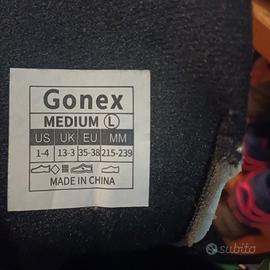 Gonex
MEDIUM L
US UK EU MM
1-4 13-3 35-38 215-239
MADE IN CHINA
subito